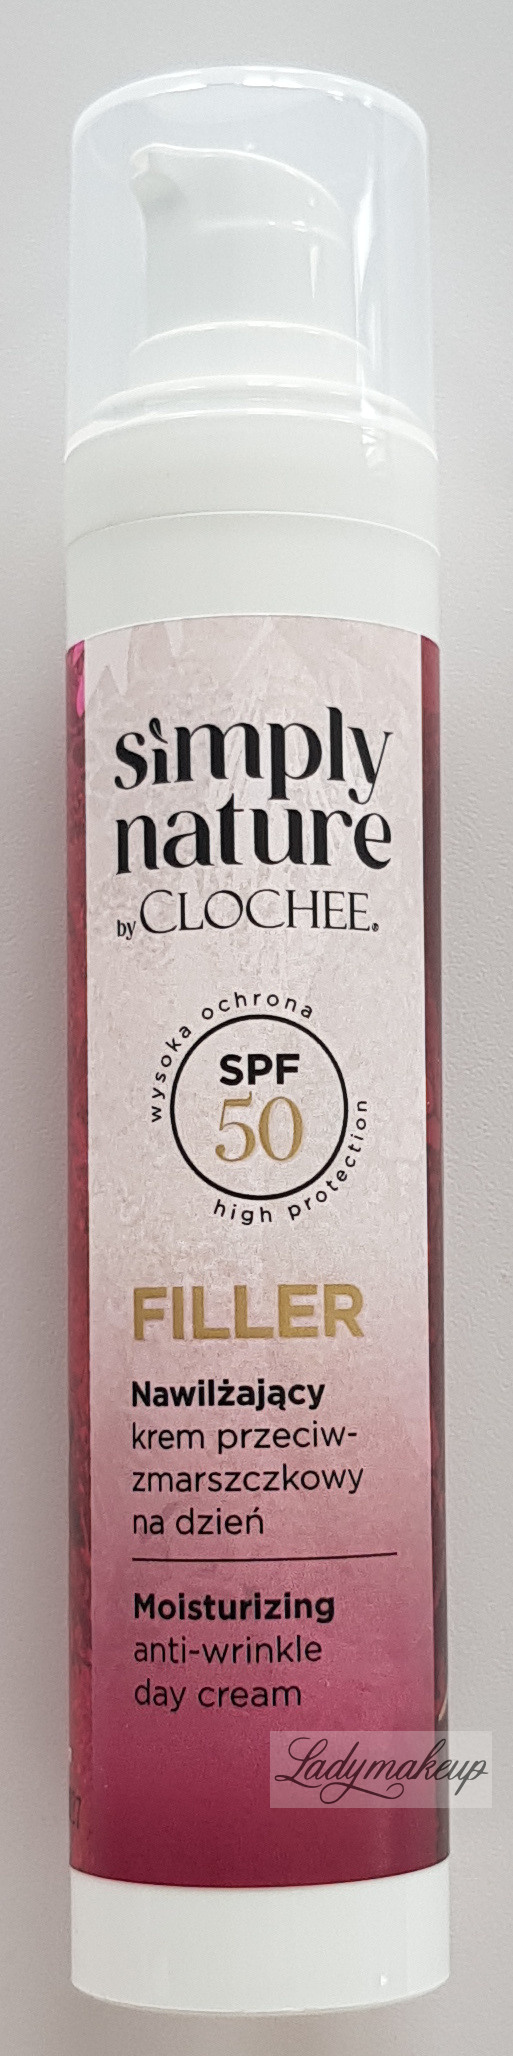 simply
nature
by CLOCHEE®
wysoka ochrona
SPF
50
high protection
FILLER
Nawilżający
krem przeciw-
zmarszczkowy
na dzień
Moisturizing
anti-wrinkle
day cream
Ladymakeup